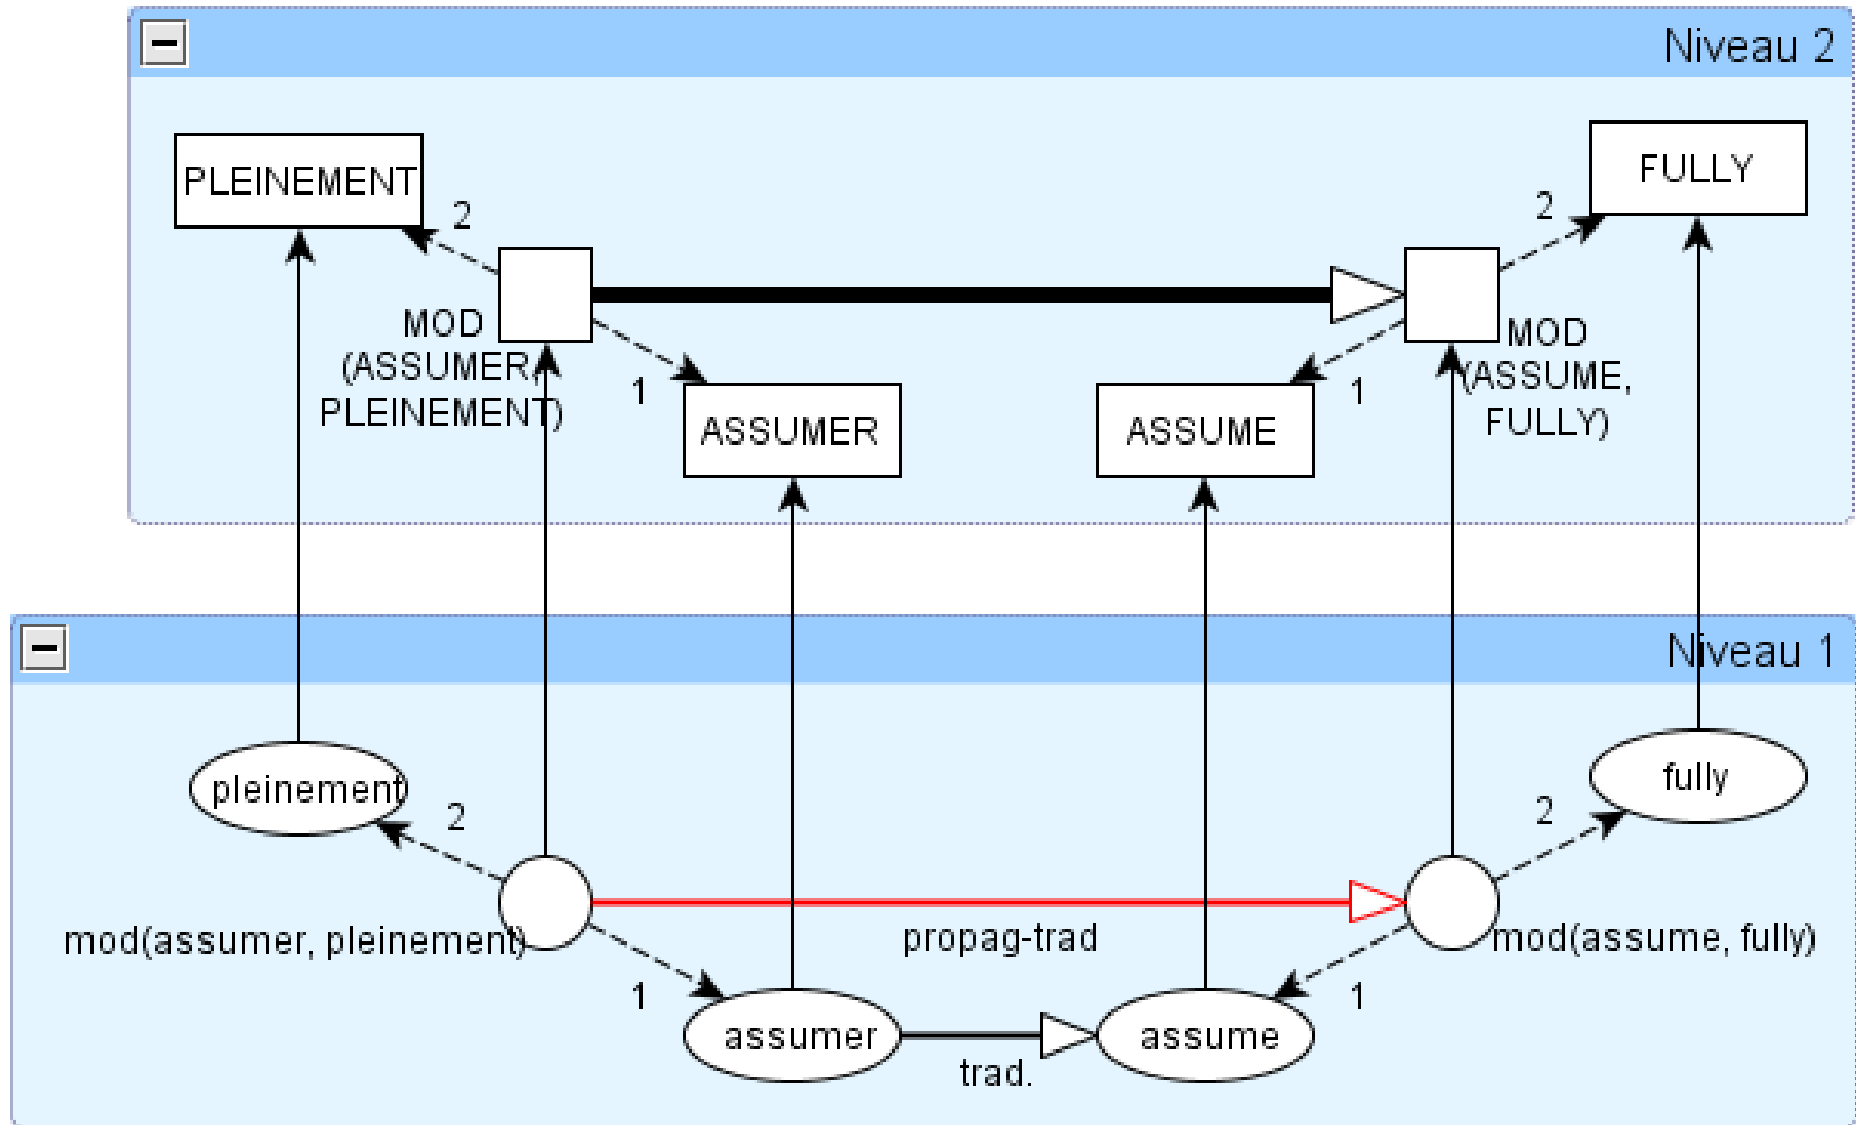 Niveau 2
PLEINEMENT
FULLY
2
2
MOD
(ASSUMER,
PLEINEMENT)
MOD
(ASSUME,
FULLY)
1
1
ASSUMER
ASSUME
Niveau 1
pleinement
fully
2
2
mod(assumer, pleinement)
propag-trad
mod(assume, fully)
1
1
assumer
assume
trad.